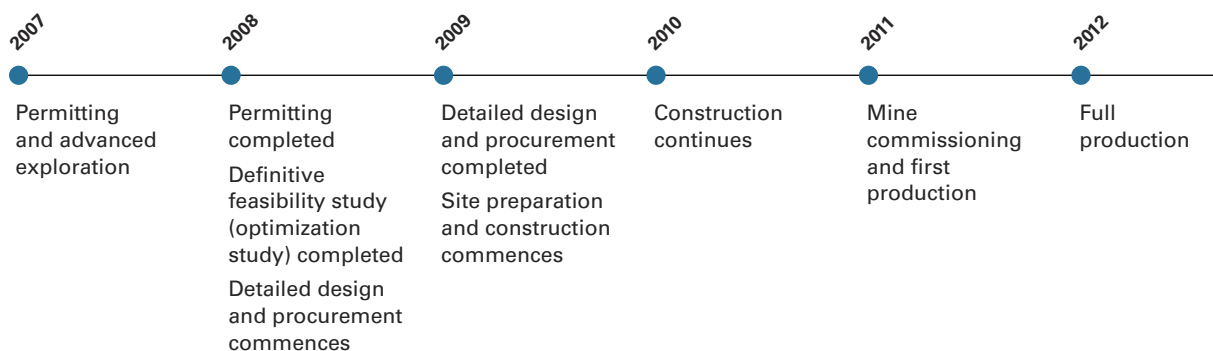 2007
2008
2009
2010
2011
2012
Permitting
and advanced
exploration
Permitting
completed
Definitive
feasibility study
(optimization
study) completed
Detailed design
and procurement
commences
Detailed design
and procurement
completed
Site preparation
and construction
commences
Construction
continues
Mine
commissioning
and first
production
Full
production